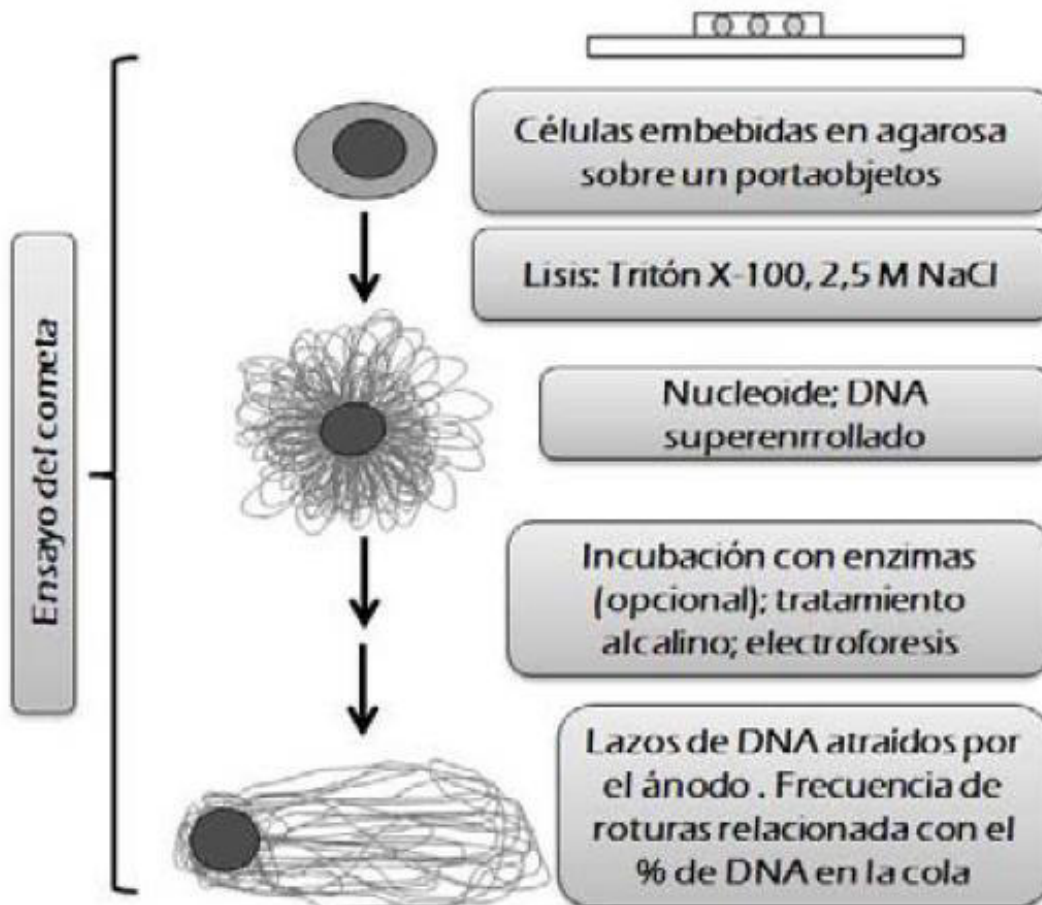 Ensayo del cometa
Células embebidas en agarosa
sobre un portaobjetos
Lisis: Tritón X-100, 2,5 M NaCl
Nucleoide; DNA
superenrrollado
Incubación con enzimas
(opcional); tratamiento
alcalino; electroforesis
Lazos de DNA atraídos por
el ánodo . Frecuencia de
roturas relacionada con el
% de DNA en la cola